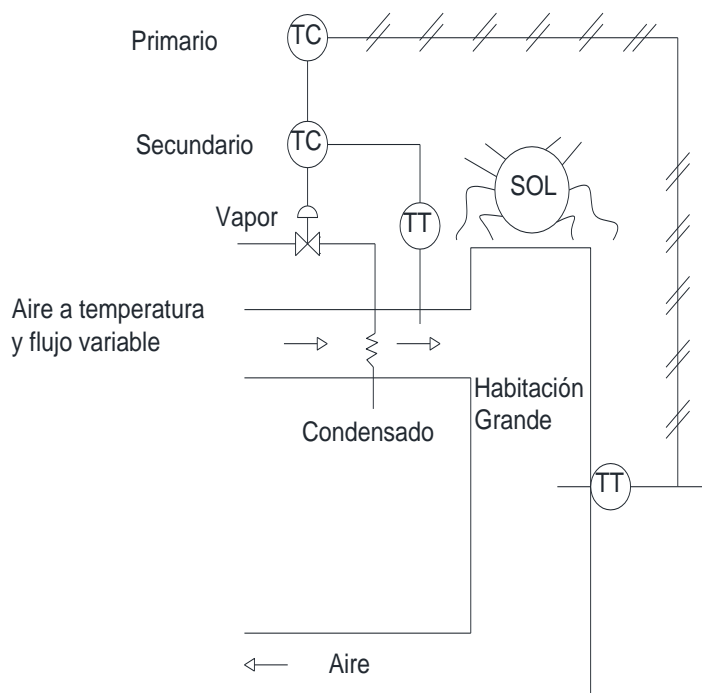 Primario
TC
Secundario
TC
SOL
Vapor
TT
Aire a temperatura
y flujo variable
Habitación
Grande
Condensado
TT
Aire